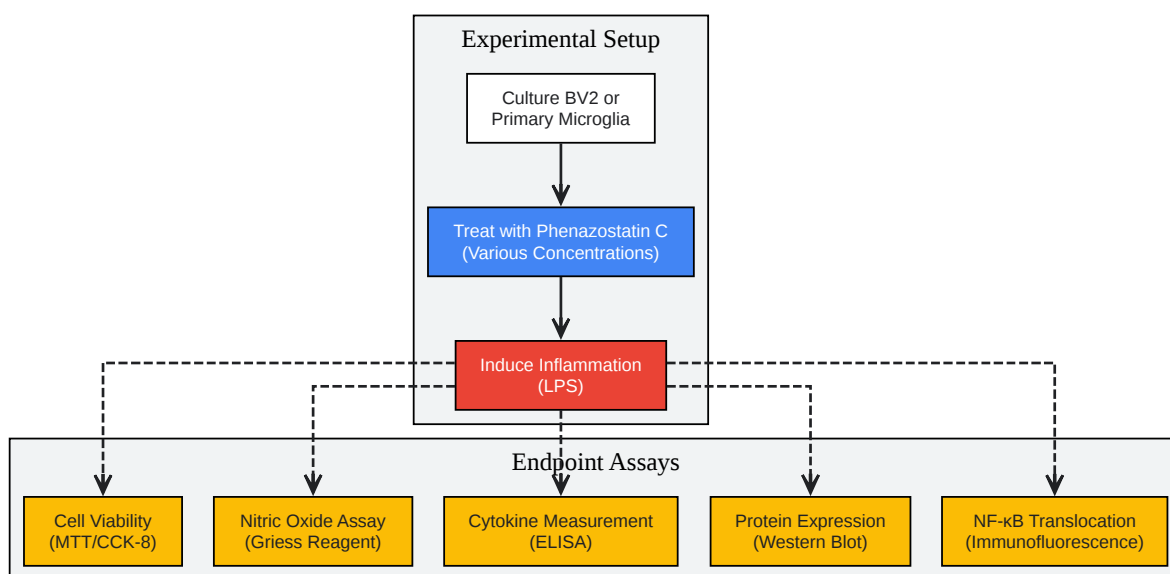 Experimental Setup
Culture BV2 or
Primary Microglia
Treat with Phenazostatin C
(Various Concentrations)
Induce Inflammation
(LPS)
Endpoint Assays
Cell Viability
(MTT/CCK-8)
Nitric Oxide Assay
(Griess Reagent)
Cytokine Measurement
(ELISA)
Protein Expression
(Western Blot)
NF-κB Translocation
(Immunofluorescence)